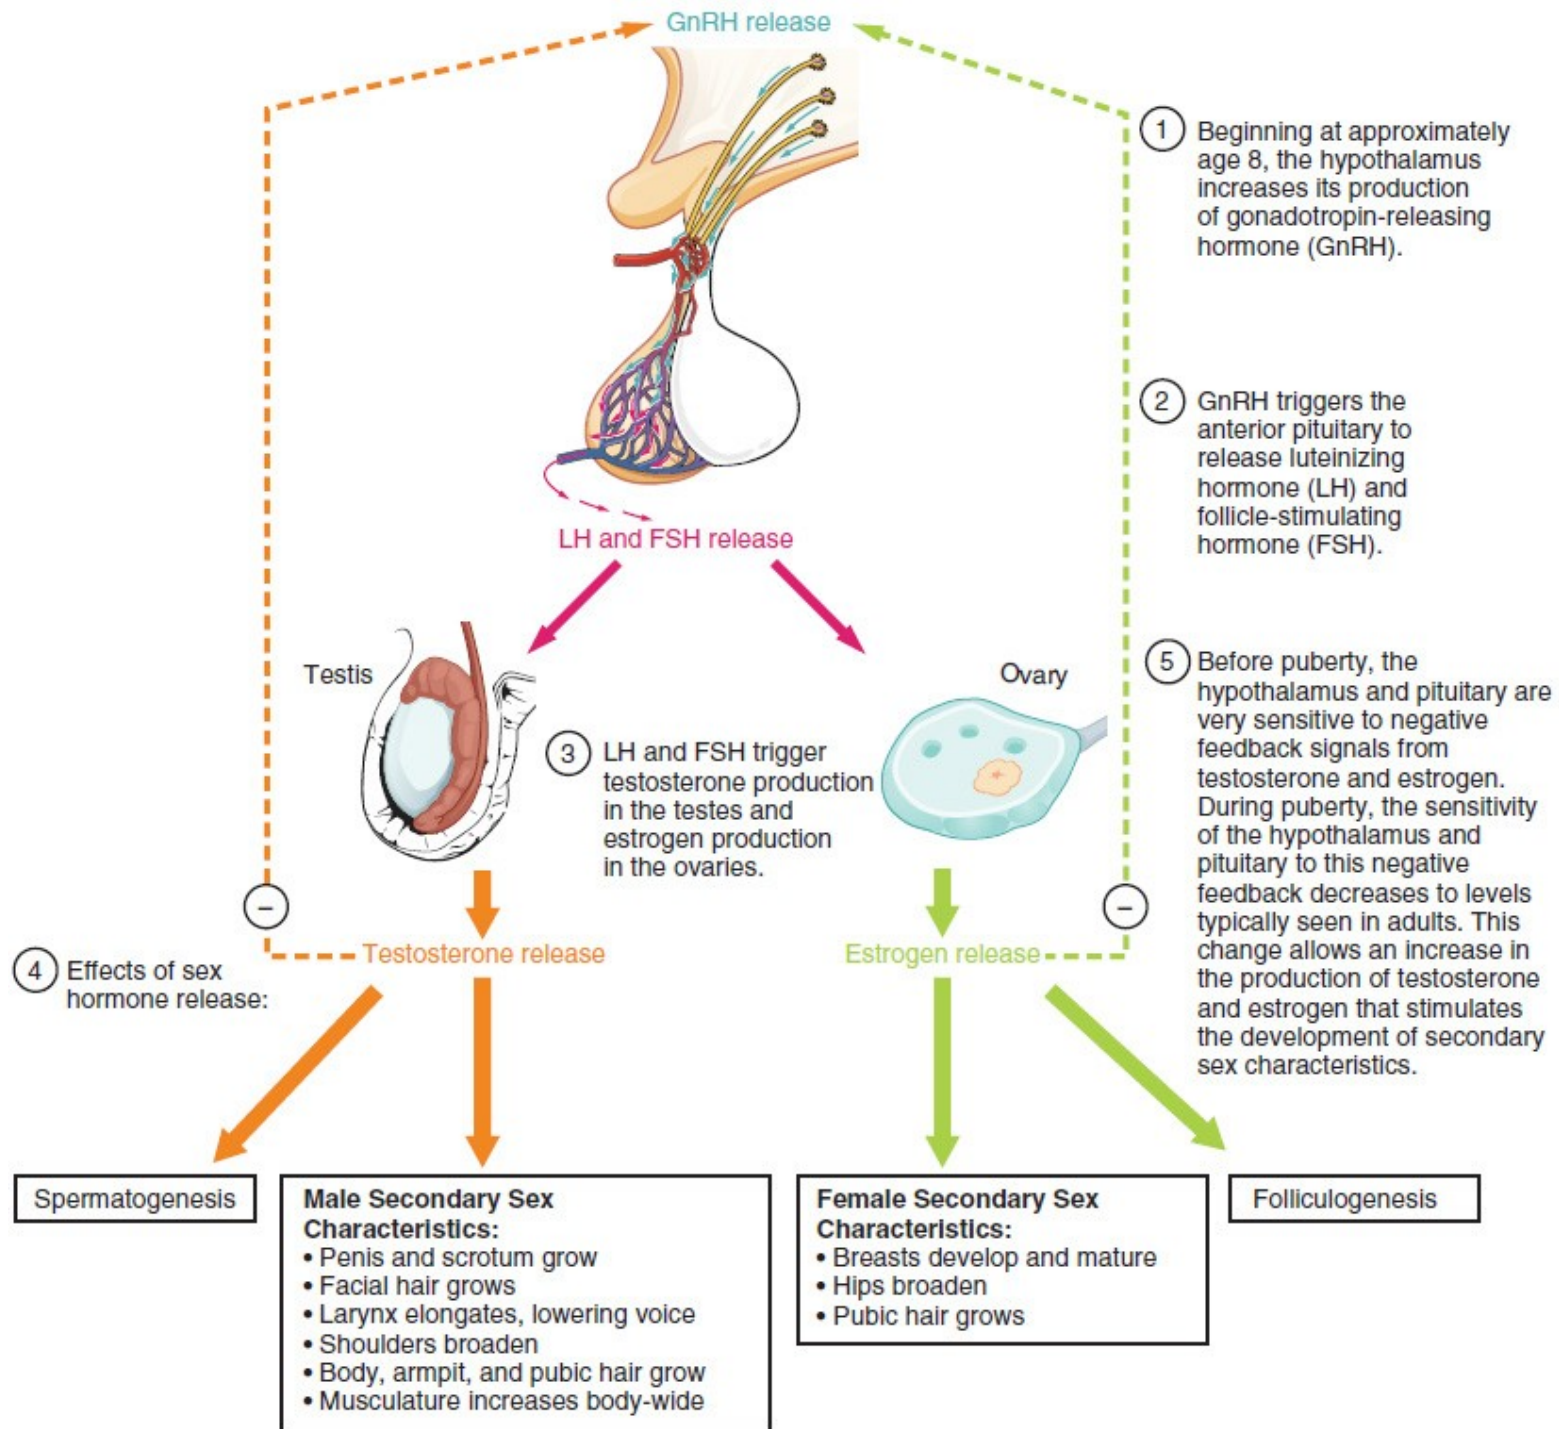 GnRH release
1
Beginning at approximately
age 8, the hypothalamus
increases its production
of gonadotropin-releasing
hormone (GnRH).
2
GnRH triggers the
anterior pituitary to
release luteinizing
hormone (LH) and
follicle-stimulating
hormone (FSH).
LH and FSH release
Testis
Ovary
3
LH and FSH trigger
testosterone production
in the testes and
estrogen production
in the ovaries.
5
Before puberty, the
hypothalamus and pituitary are
very sensitive to negative
feedback signals from
testosterone and estrogen.
During puberty, the sensitivity
of the hypothalamus and
pituitary to this negative
feedback decreases to levels
typically seen in adults. This
change allows an increase in
the production of testosterone
and estrogen that stimulates
the development of secondary
sex characteristics.
–
–
Testosterone release
Estrogen release
4
Effects of sex
hormone release:
Spermatogenesis
Male Secondary Sex
Characteristics:
• Penis and scrotum grow
• Facial hair grows
• Larynx elongates, lowering voice
• Shoulders broaden
• Body, armpit, and pubic hair grow
• Musculature increases body-wide
Female Secondary Sex
Characteristics:
• Breasts develop and mature
• Hips broaden
• Pubic hair grows
Folliculogenesis